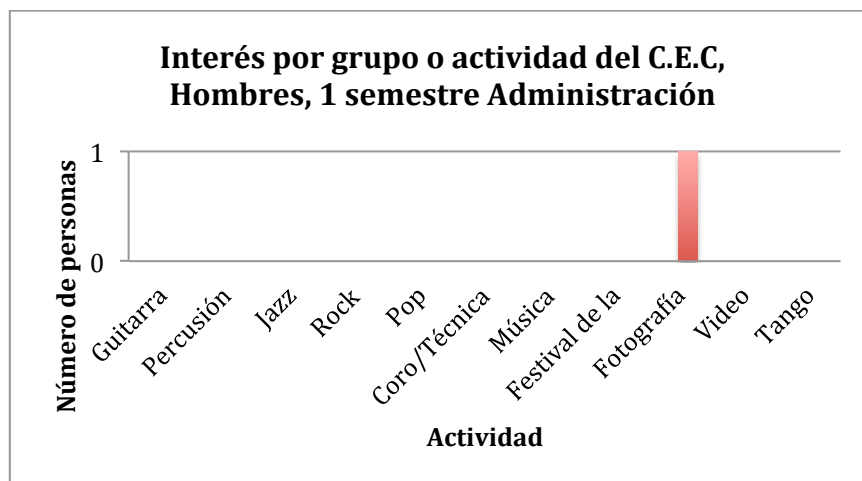 Interés por grupo o actividad del C.E.C,
Hombres, 1 semestre Administración
Número de personas
1
0
Guitarra
Percusión
Jazz
Rock
Pop
Coro/Técnica
Música
Festival de la
Fotografía
Video
Tango
Actividad